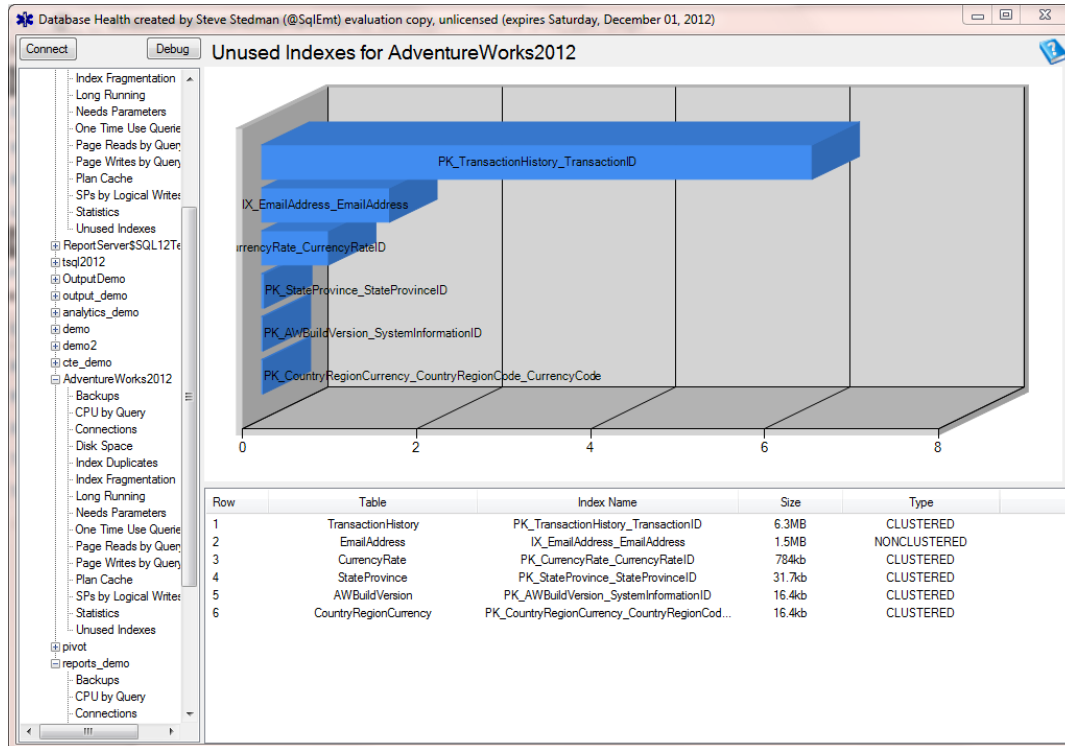 Database Health created by Steve Stedman (@SqlEmt) evaluation copy, unlicensed (expires Saturday, December 01, 2012)
Connect Debug
Unused Indexes for AdventureWorks2012
Index Fragmentation
Long Running
Needs Parameters
One Time Use Querie
Page Reads by Query
Page Writes by Query
Plan Cache
SPs by Logical Writes
Statistics
Unused Indexes
ReportServer$SQL12Te
tsql2012
OutputDemo
output_demo
analytics_demo
demo
demo2
cte_demo
AdventureWorks2012
Backups
CPU by Query
Connections
Disk Space
Index Duplicates
Index Fragmentation
Long Running
Needs Parameters
One Time Use Querie
Page Reads by Query
Page Writes by Query
Plan Cache
SPs by Logical Writes
Statistics
Unused Indexes
pivot
reports_demo
Backups
CPU by Query
Connections
PK_TransactionHistory_TransactionID
IX_EmailAddress_EmailAddress
urrencyRate_CurrencyRateID
PK_StateProvince_StateProvinceID
PK_AWBuildVersion_SystemInformationID
PK_CountryRegionCurrency_CountryRegionCode_CurrencyCode
0 2 4 6 8
Row Table Index Name Size Type
1 TransactionHistory PK_TransactionHistory_TransactionID 6.3MB CLUSTERED
2 EmailAddress IX_EmailAddress_EmailAddress 1.5MB NONCLUSTERED
3 CurrencyRate PK_CurrencyRate_CurrencyRateID 784kb CLUSTERED
4 StateProvince PK_StateProvince_StateProvinceID 31.7kb CLUSTERED
5 AWBuildVersion PK_AWBuildVersion_SystemInformationID 16.4kb CLUSTERED
6 CountryRegionCurrency PK_CountryRegionCurrency_CountryRegionCod... 16.4kb CLUSTERED